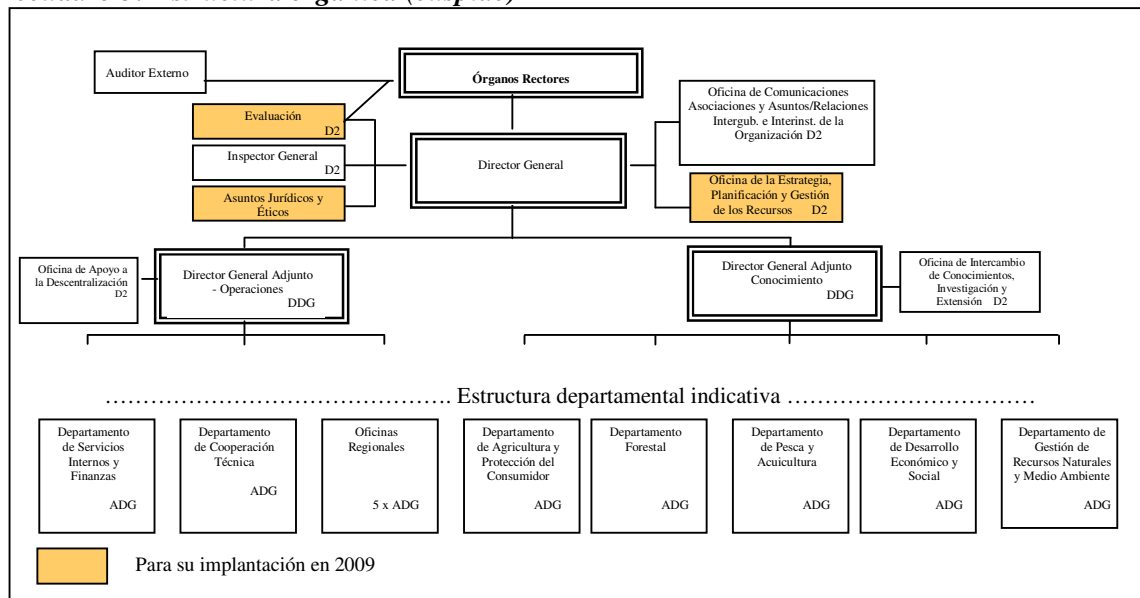 Auditor Externo
Órganos Rectores
Oficina de Comunicaciones
Asociaciones y Asuntos/Relaciones
Intergub. e Interinst. de la
Organización D2
Evaluación
D2
Inspector General
D2
Asuntos Jurídicos y
Éticos
Director General
Oficina de la Estrategia,
Planificación y Gestión
de los Recursos D2
Oficina de Apoyo a
la Descentralización
D2
Director General Adjunto
- Operaciones
DDG
Director General Adjunto
Conocimiento
DDG
Oficina de Intercambio
de Conocimientos,
Investigación y
Extensión D2
Estructura departamental indicativa
Departamento
de Servicios
Internos y
Finanzas
ADG
Departamento
de Cooperación
Técnica
ADG
Oficinas
Regionales
5 x ADG
Departamento
de Agricultura y
Protección del
Consumidor
ADG
Departamento
Forestal
ADG
Departamento
de Pesca y
Acuicultura
ADG
Departamento
de Desarrollo
Económico y
Social
ADG
Departamento de
Gestión de
Recursos Naturales
y Medio Ambiente
ADG
Para su implantación en 2009